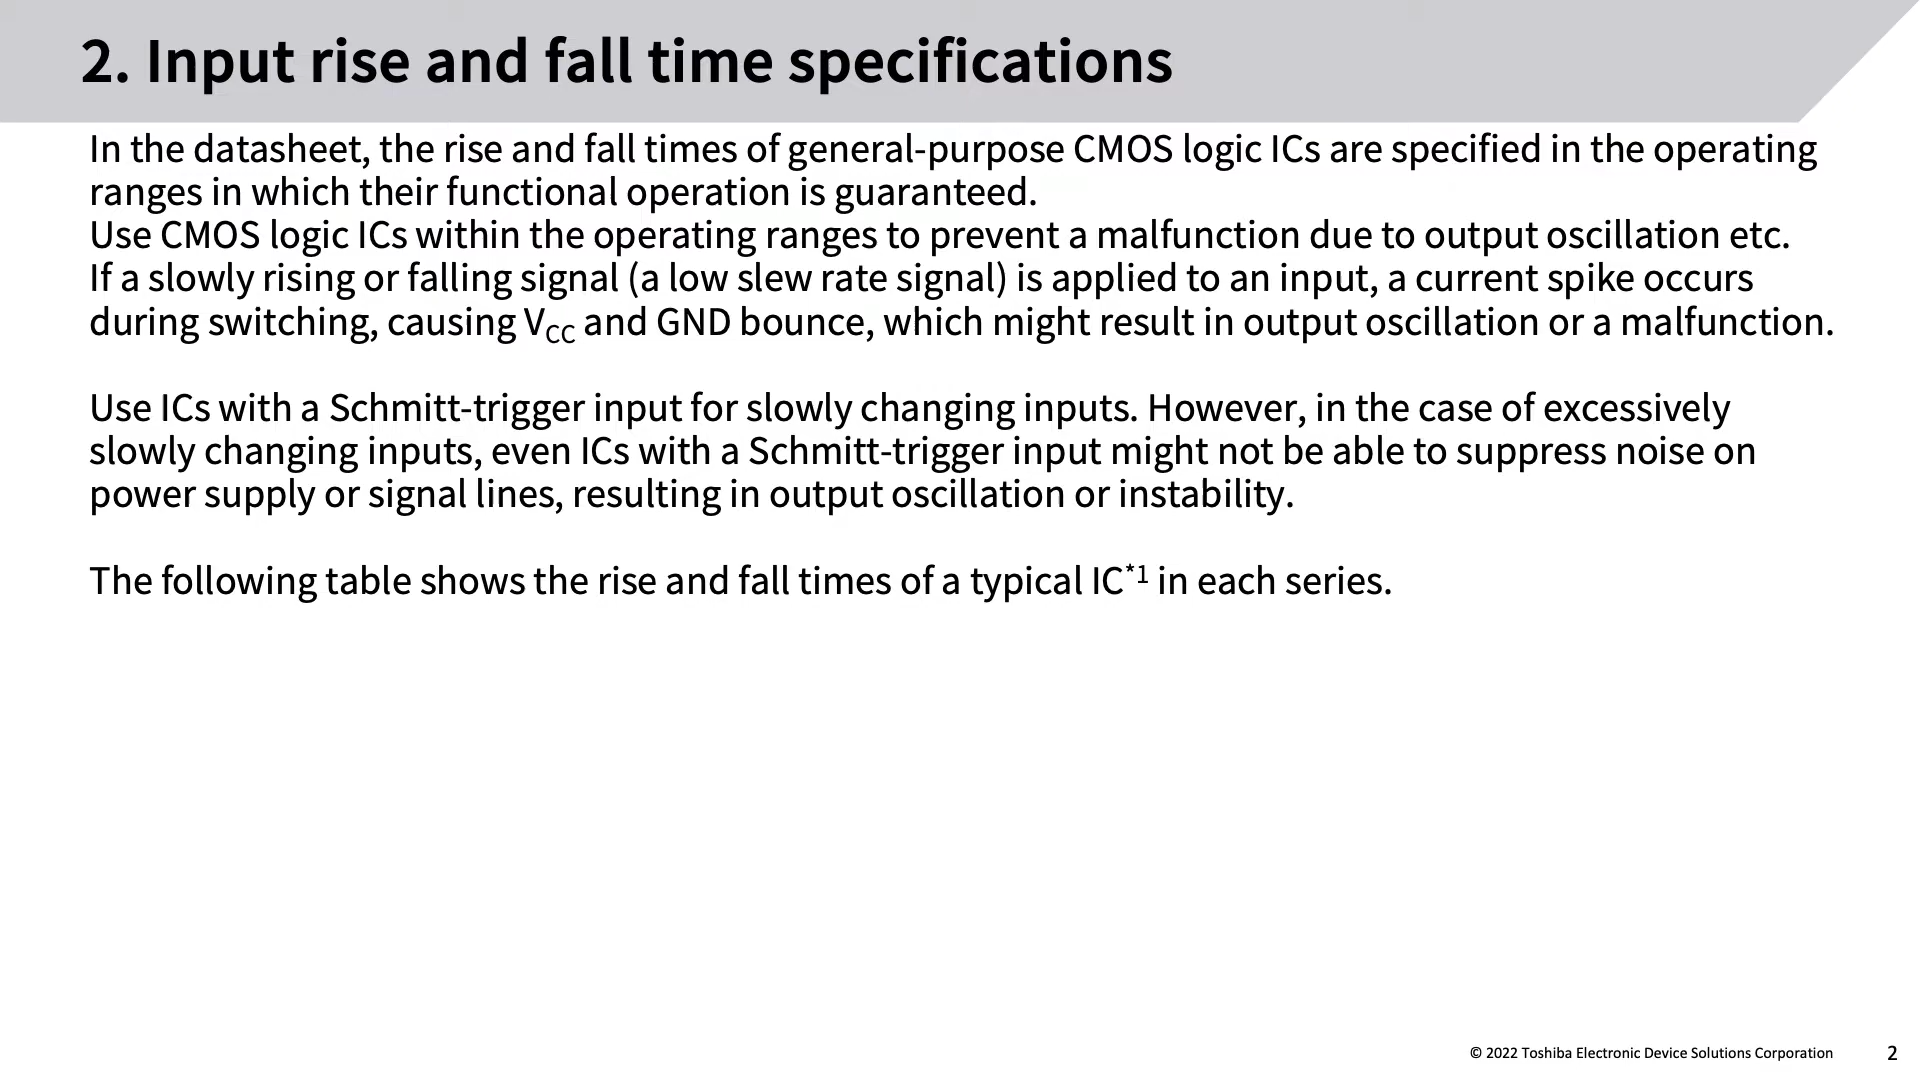 2. Input rise and fall time specifications
In the datasheet, the rise and fall times of general-purpose CMOS logic ICs are specified in the operating
ranges in which their functional operation is guaranteed.
Use CMOS logic ICs within the operating ranges to prevent a malfunction due to output oscillation etc.
If a slowly rising or falling signal (a low slew rate signal) is applied to an input, a current spike occurs
during switching, causing VCC and GND bounce, which might result in output oscillation or a malfunction.
Use ICs with a Schmitt-trigger input for slowly changing inputs. However, in the case of excessively
slowly changing inputs, even ICs with a Schmitt-trigger input might not be able to suppress noise on
power supply or signal lines, resulting in output oscillation or instability.
The following table shows the rise and fall times of a typical IC*1 in each series.
© 2022 Toshiba Electronic Device Solutions Corporation 2